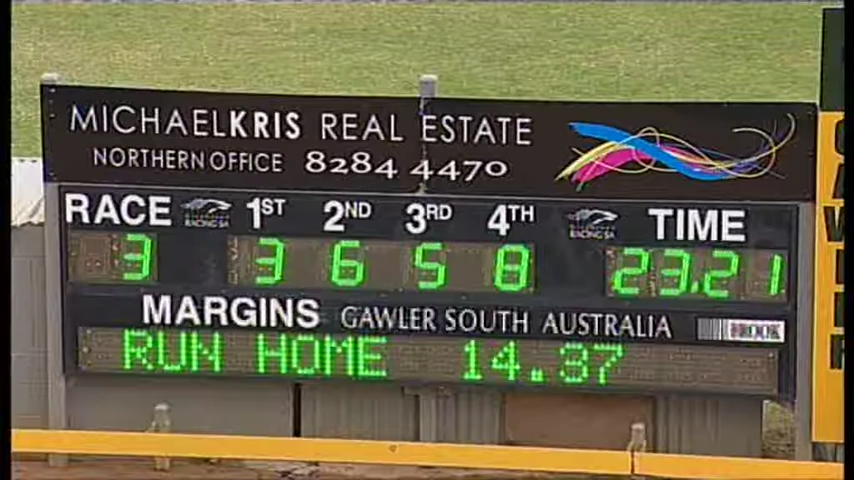 MICHAELKRIS REAL ESTATE
NORTHERN OFFICE 8284 4470
RACE 1ST 2ND 3RD 4TH TIME
3 3 6 5 8 23.21
MARGINS GAWLER SOUTH AUSTRALIA
RUN HOME 14.37
GAWLER